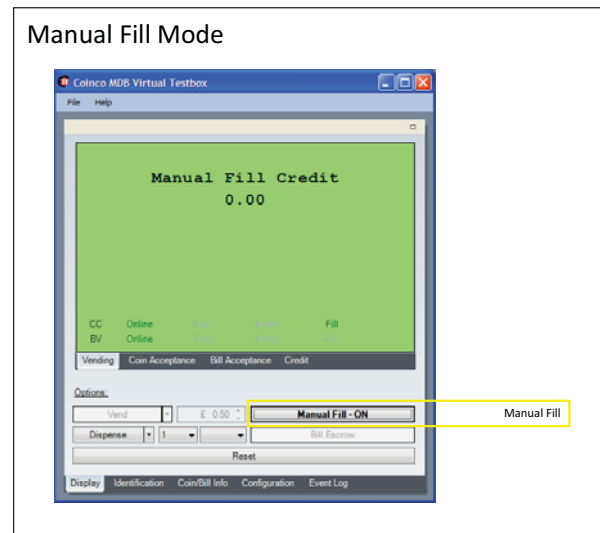 Manual Fill Mode
Coinco MDB Virtual Testbox
File Help
Manual Fill Credit
0.00
CC Online Fill
BV Online
Vending Coin Acceptance Bill Acceptance Credit
Options:
Vend £ 0.50 Manual Fill - ON Manual Fill
Dispense 1 Bill Escrow
Reset
Display Identification Coin/Bill Info Configuration Event Log